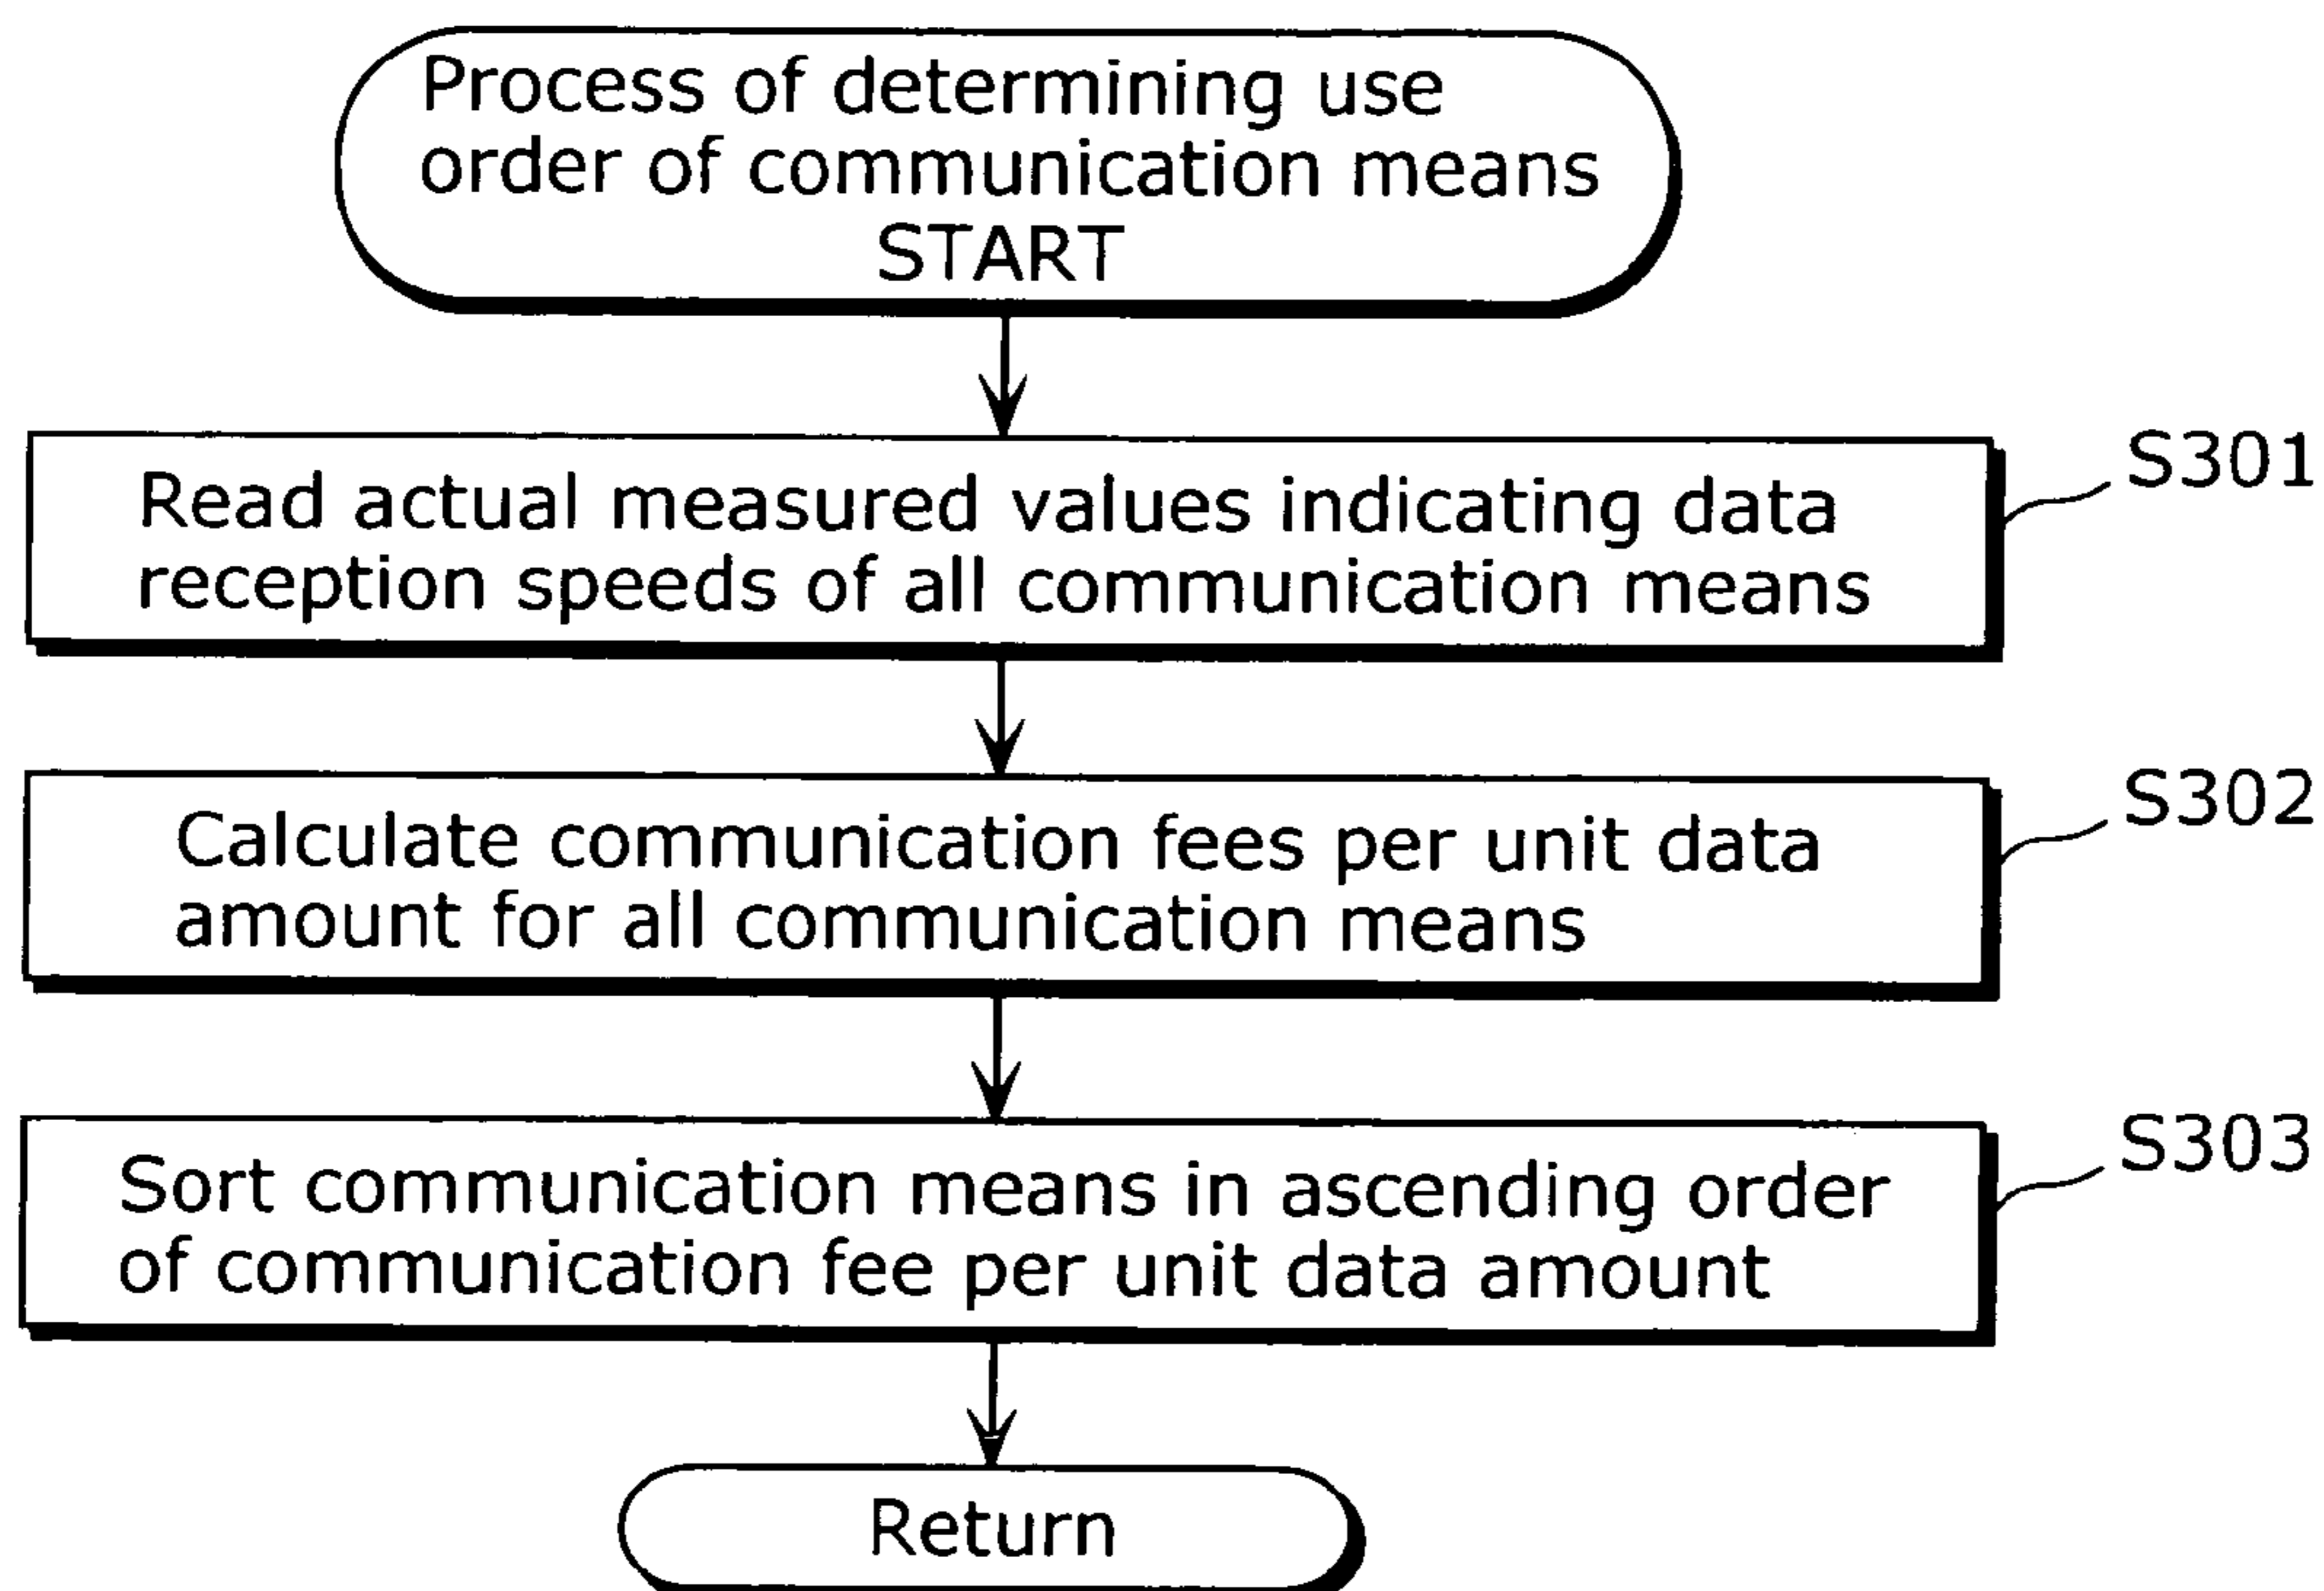 Process of determining use
order of communication means
START
Read actual measured values indicating data
reception speeds of all communication means
S301
Calculate communication fees per unit data
amount for all communication means
S302
Sort communication means in ascending order
of communication fee per unit data amount
S303
Return